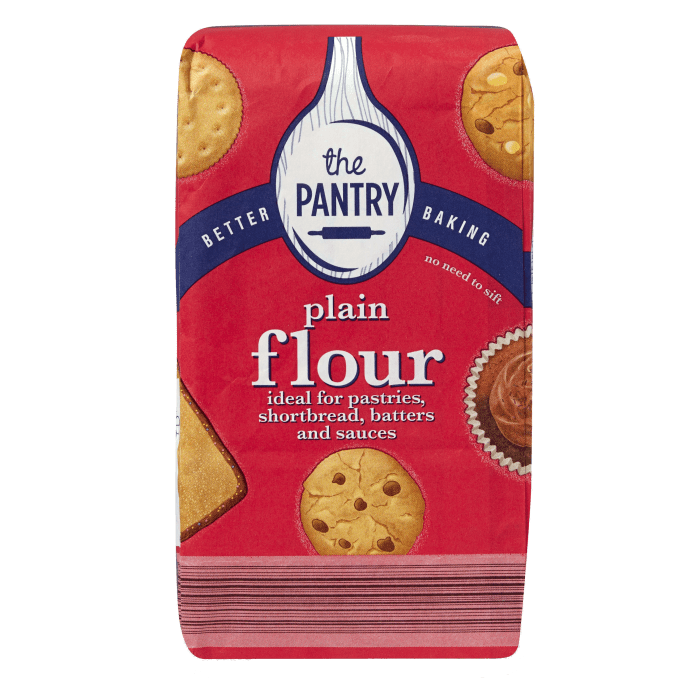 the
PANTRY
BETTER BAKING
no need to sift
plain
flour
ideal for pastries,
shortbread, batters
and sauces